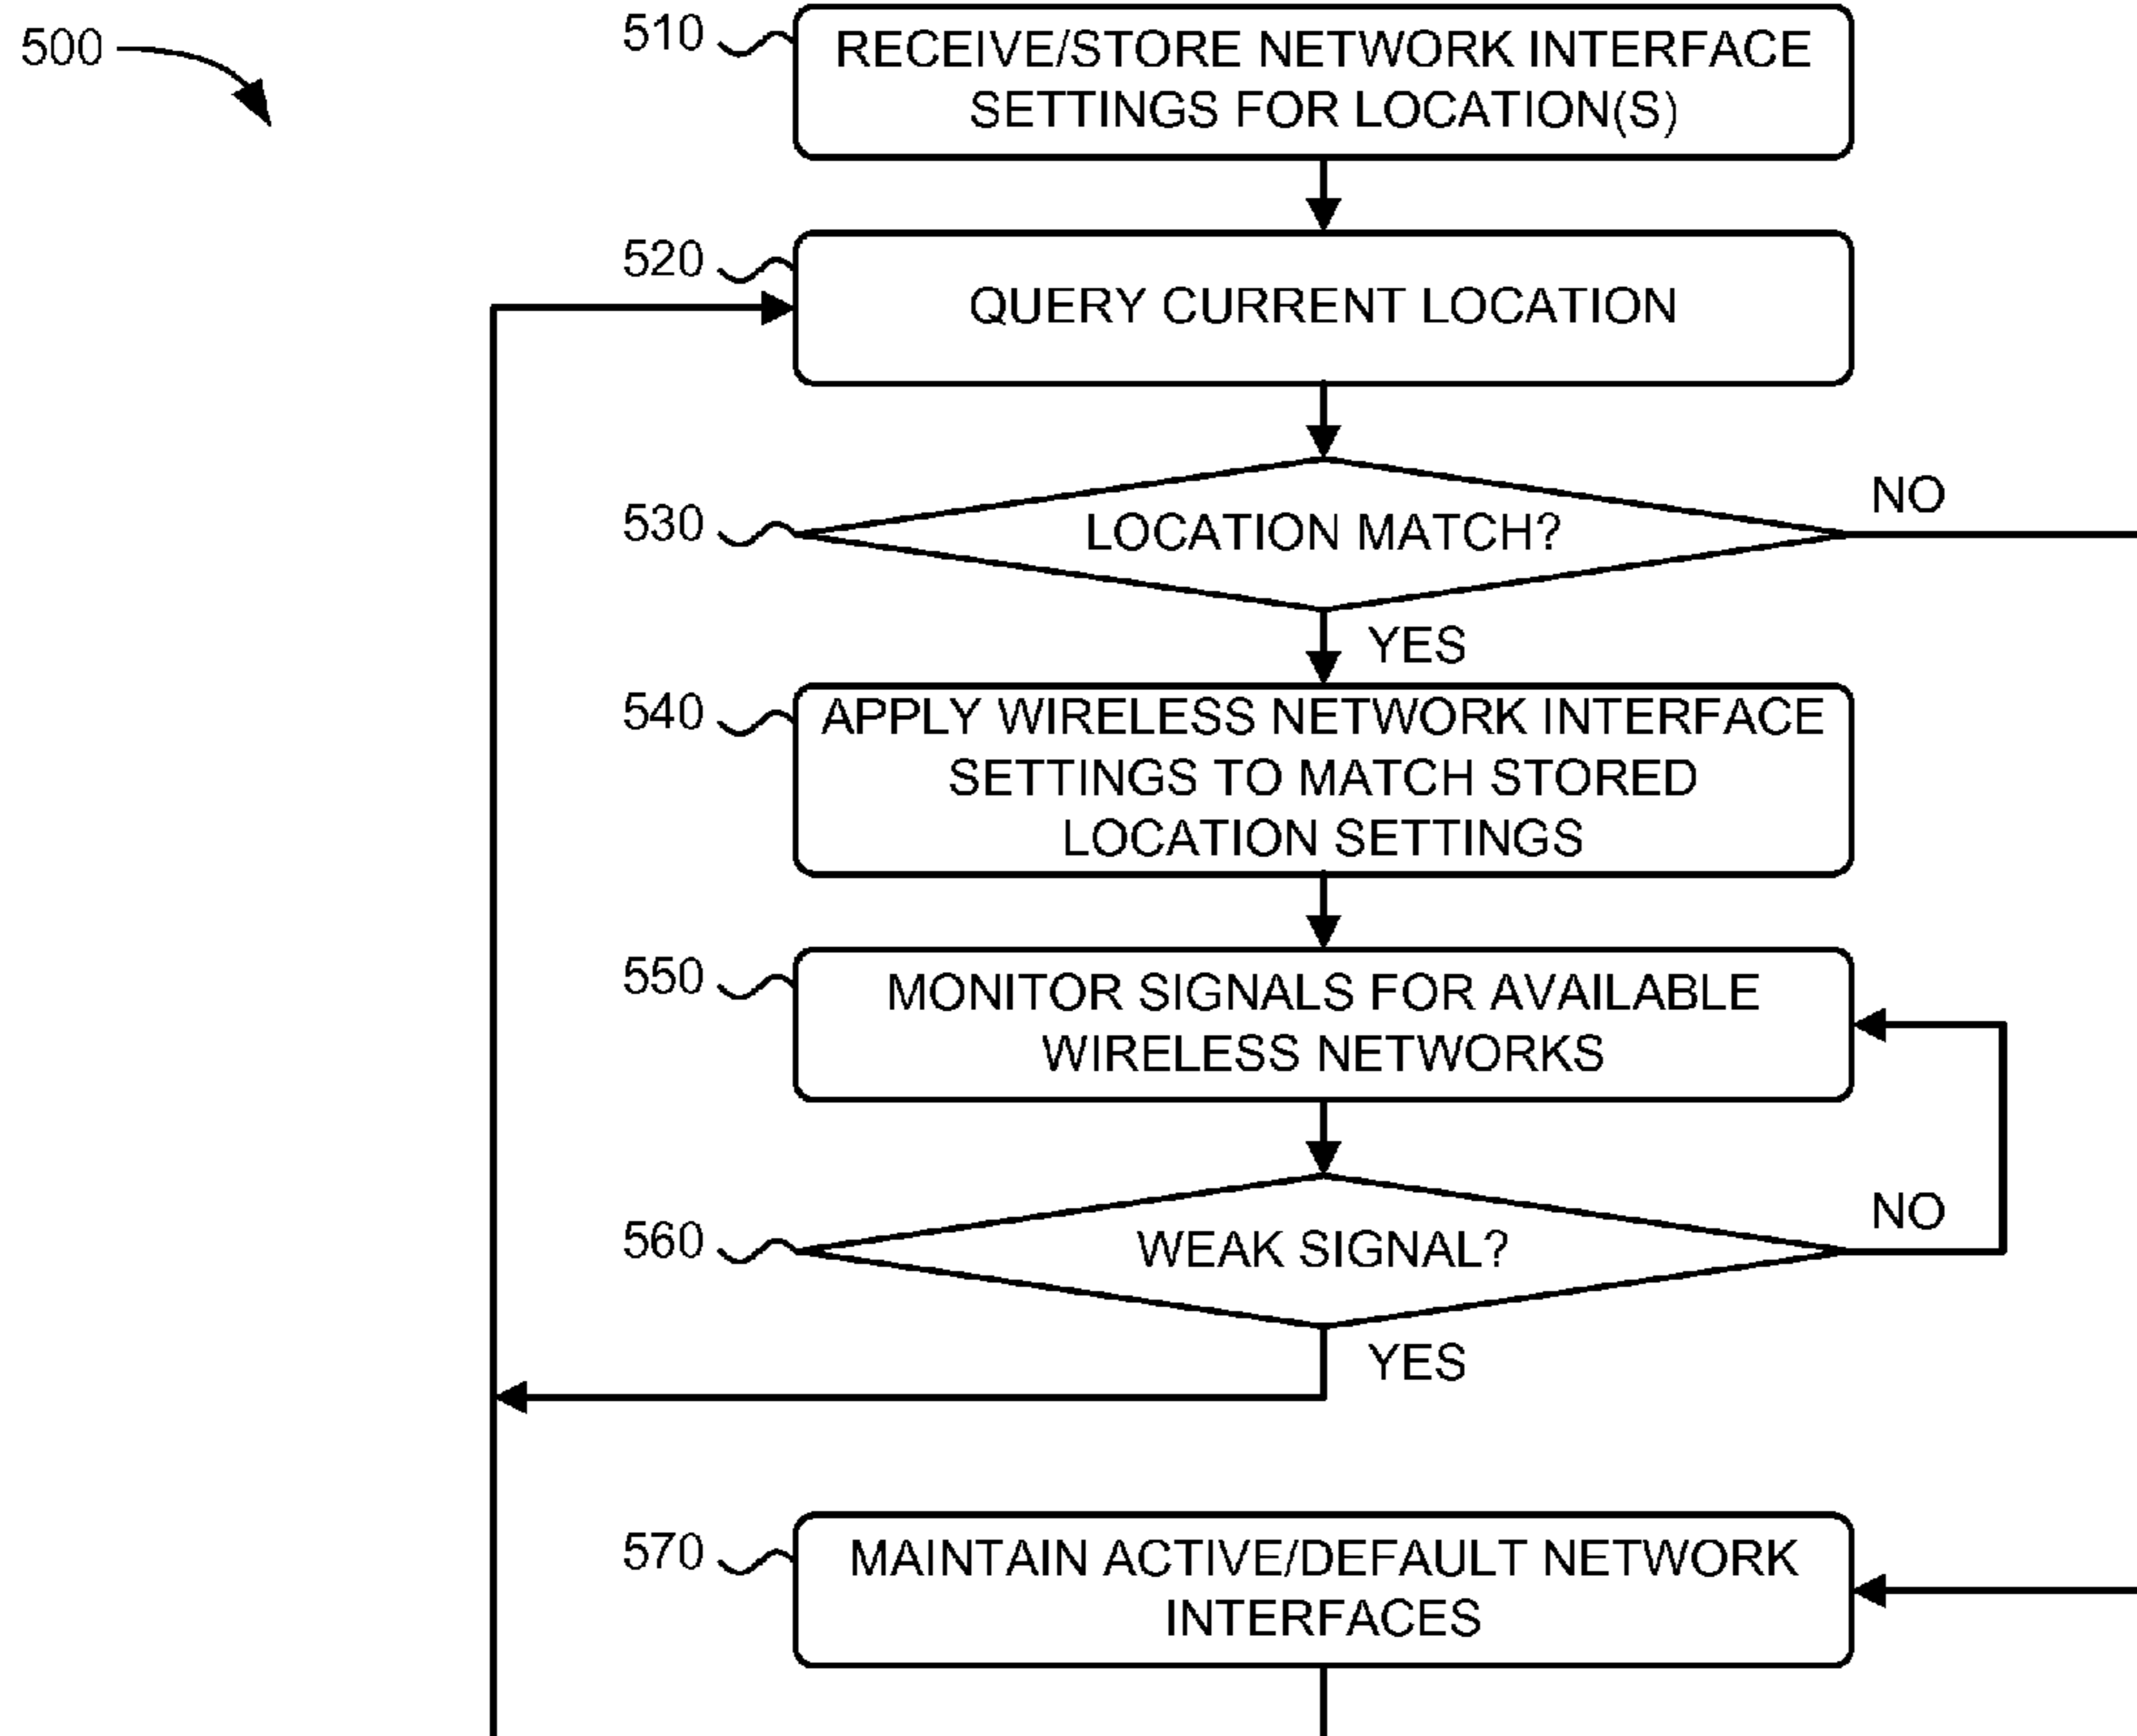 500
510
RECEIVE/STORE NETWORK INTERFACE
SETTINGS FOR LOCATION(S)
520
QUERY CURRENT LOCATION
530
LOCATION MATCH?
NO
YES
540
APPLY WIRELESS NETWORK INTERFACE
SETTINGS TO MATCH STORED
LOCATION SETTINGS
550
MONITOR SIGNALS FOR AVAILABLE
WIRELESS NETWORKS
560
WEAK SIGNAL?
NO
YES
570
MAINTAIN ACTIVE/DEFAULT NETWORK
INTERFACES